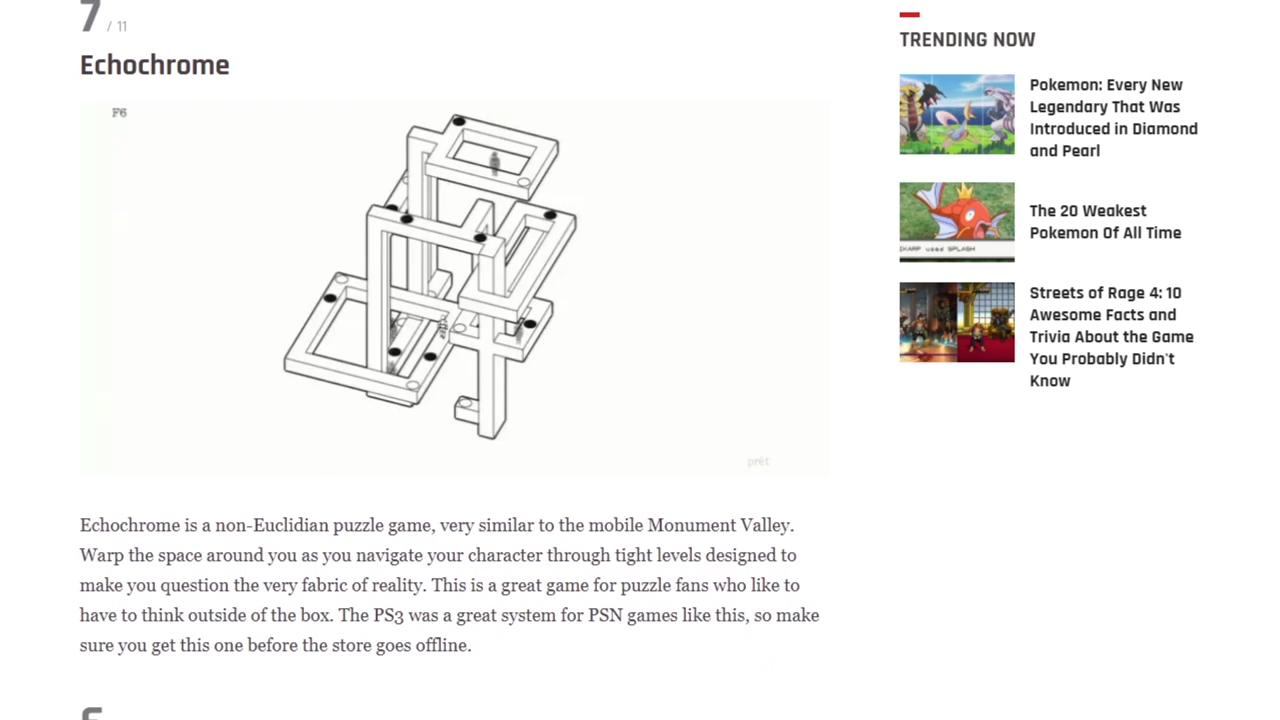 7 / 11
Echochrome
F6
prêt
Echochrome is a non-Euclidian puzzle game, very similar to the mobile Monument Valley.
Warp the space around you as you navigate your character through tight levels designed to
make you question the very fabric of reality. This is a great game for puzzle fans who like to
have to think outside of the box. The PS3 was a great system for PSN games like this, so make
sure you get this one before the store goes offline.
TRENDING NOW
Pokemon: Every New
Legendary That Was
Introduced in Diamond
and Pearl
KARP used SPLASH
The 20 Weakest
Pokemon Of All Time
Streets of Rage 4: 10
Awesome Facts and
Trivia About the Game
You Probably Didn't
Know